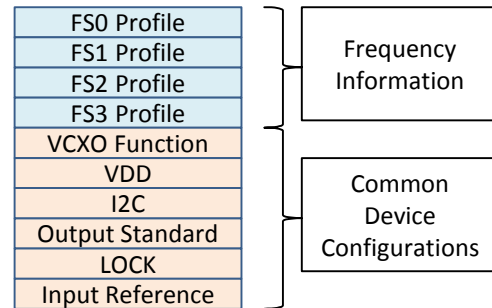 FS0 Profile
FS1 Profile
FS2 Profile
FS3 Profile
VCXO Function
VDD
I2C
Output Standard
LOCK
Input Reference
Frequency
Information
Common
Device
Configurations